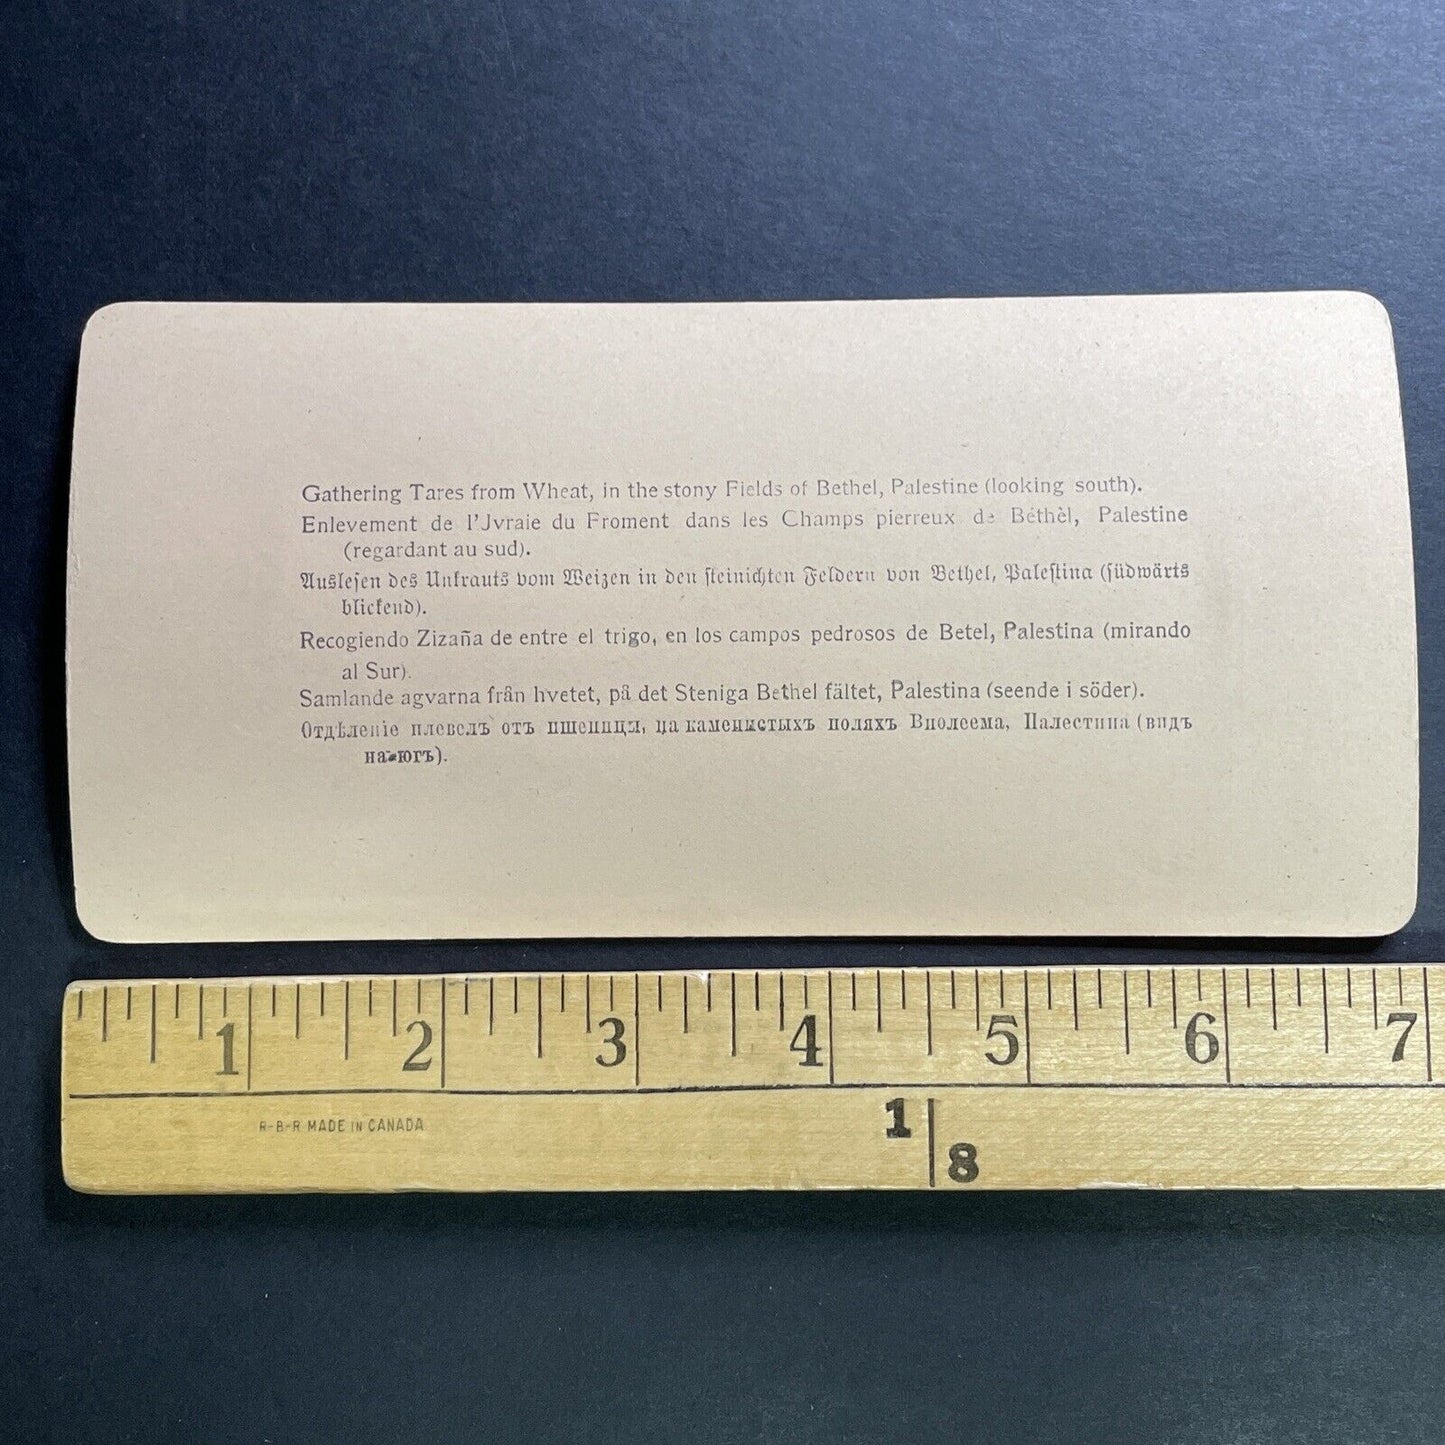 Gathering Tares from Wheat, in the stony Fields of Bethel, Palestine (looking south).
Enlevement de l'Jvraie du Froment dans les Champs pierreux de Béthèl, Palestine
(regardant au sud).
Auslesen des Unkrauts vom Weizen in den steinichten Feldern von Bethel, Palestina (südwärts
blickend).
Recogiendo Zizaña de entre el trigo, en los campos pedrosos de Betel, Palestina (mirando
al Sur).
Samlande agvarna från hvetet, på det Steniga Bethel fältet, Palestina (seende i söder).
Отдѣленіе плевелъ отъ пшеницы, на каменистыхъ поляхъ Виолеема, Палестина (видъ
на югъ).
1 2 3 4 5 6 7
R-B-R MADE IN CANADA
1
8